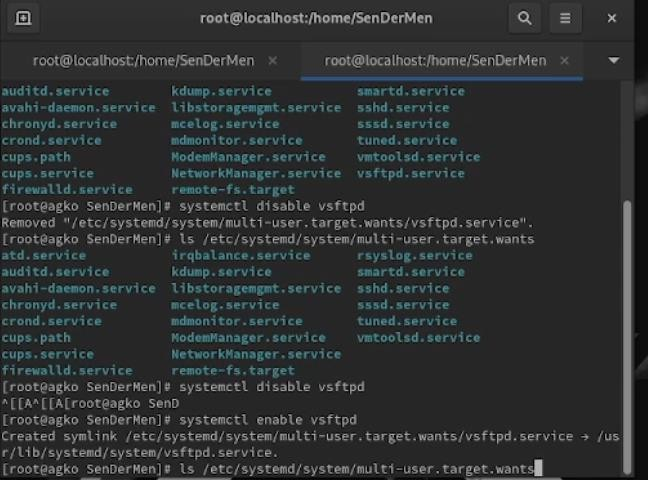 root@localhost:/home/SenDerMen
root@localhost:/home/SenDerMen × root@localhost:/home/SenDerMen ×
auditd.service kdump.service smartd.service
avahi-daemon.service libstoragemgmt.service sshd.service
chronyd.service mcelog.service sssd.service
crond.service mdmonitor.service tuned.service
cups.path ModemManager.service vmtoolsd.service
cups.service NetworkManager.service vsftpd.service
firewalld.service remote-fs.target
[root@agko SenDerMen]# systemctl disable vsftpd
Removed "/etc/systemd/system/multi-user.target.wants/vsftpd.service".
[root@agko SenDerMen]# ls /etc/systemd/system/multi-user.target.wants
atd.service irqbalance.service rsyslog.service
auditd.service kdump.service smartd.service
avahi-daemon.service libstoragemgmt.service sshd.service
chronyd.service mcelog.service sssd.service
crond.service mdmonitor.service tuned.service
cups.path ModemManager.service vmtoolsd.service
cups.service NetworkManager.service
firewalld.service remote-fs.target
[root@agko SenDerMen]# systemctl disable vsftpd
^[[A^[[A[root@agko SenD
[root@agko SenDerMen]# systemctl enable vsftpd
Created symlink /etc/systemd/system/multi-user.target.wants/vsftpd.service → /us
r/lib/systemd/system/vsftpd.service.
[root@agko SenDerMen]# ls /etc/systemd/system/multi-user.target.wants